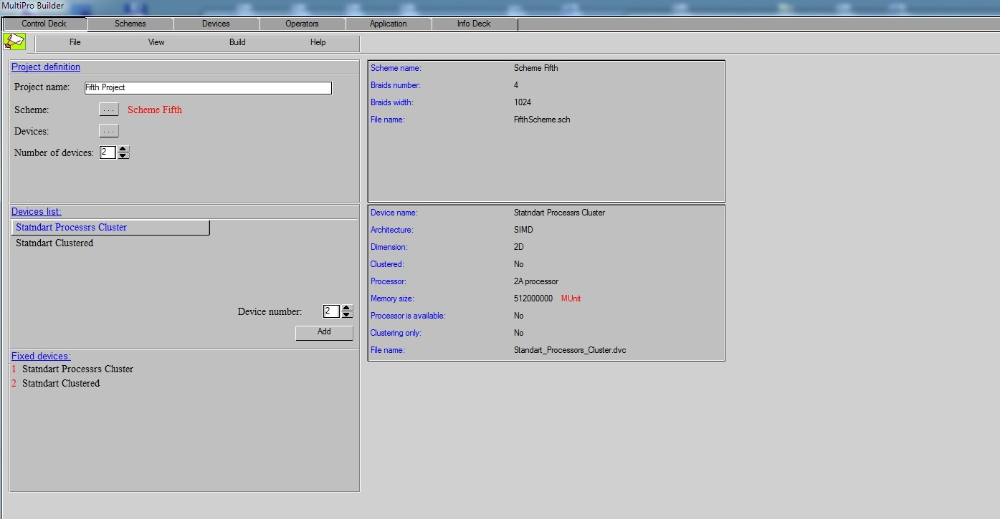 MultiPro Builder
Control Deck Schemes Devices Operators Application Info Deck
File View Build Help
Project definition
Project name: Fifth Project
Scheme: ... Scheme Fifth
Devices: ...
Number of devices: 2
Devices list:
Statndart Processrs Cluster
Statndart Clustered
Device number: 2
Add
Fixed devices:
1 Statndart Processrs Cluster
2 Statndart Clustered
Scheme name: Scheme Fifth
Braids number: 4
Braids width: 1024
File name: FifthScheme.sch
Device name: Statndart Processrs Cluster
Architecture: SIMD
Dimension: 2D
Clustered: No
Processor: 2A processor
Memory size: 512000000 MUnit
Processor is available: No
Clustering only: No
File name: Standart_Processors_Cluster.dvc